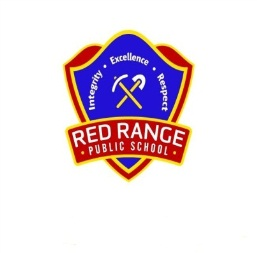 Integrity · Excellence · Respect
RED RANGE
· PUBLIC SCHOOL ·